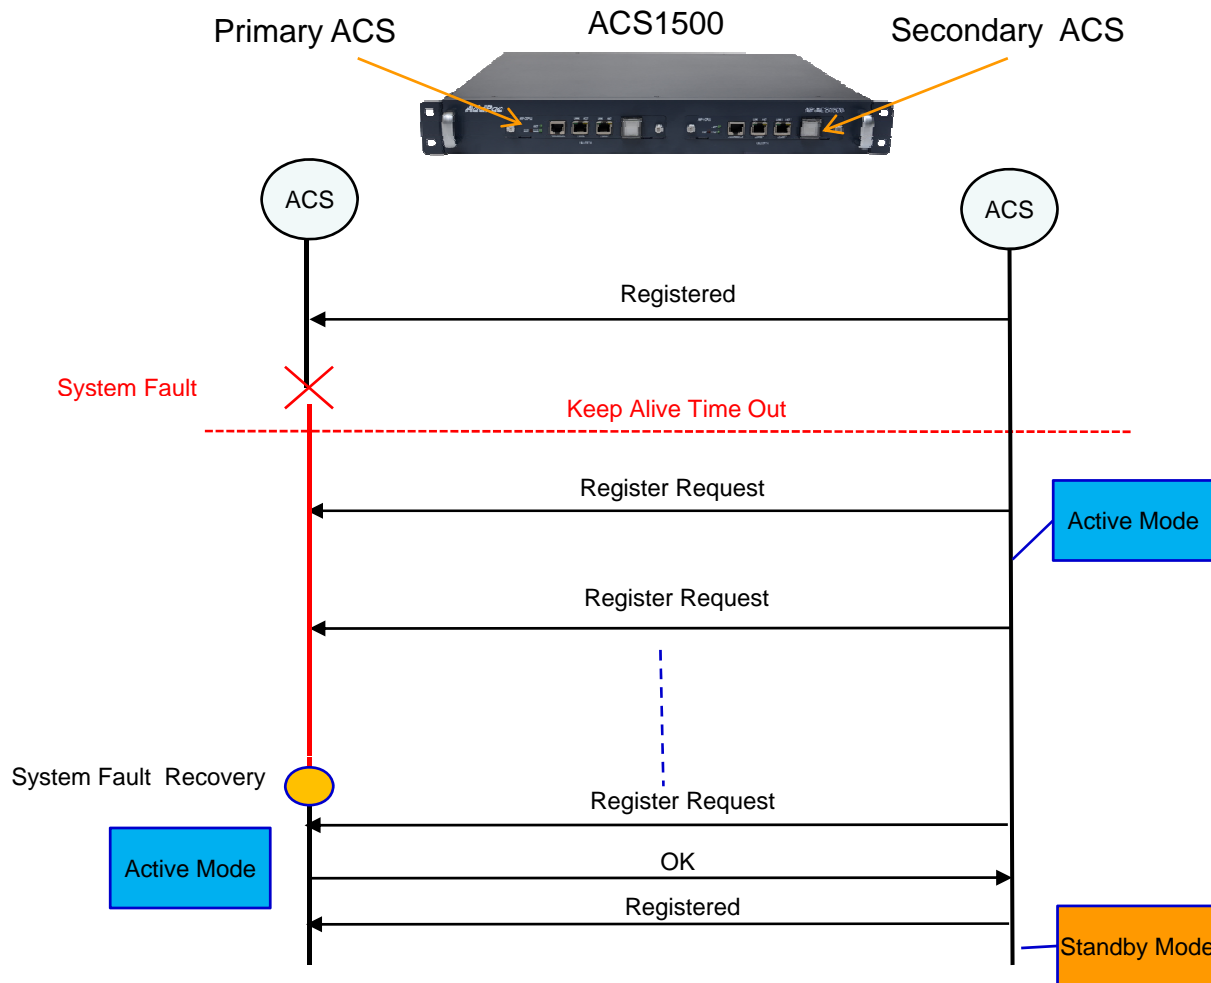 Primary ACS
ACS1500
Secondary ACS
ACS
ACS
Registered
System Fault
Keep Alive Time Out
Register Request
Active Mode
Register Request
System Fault Recovery
Register Request
Active Mode
OK
Registered
Standby Mode